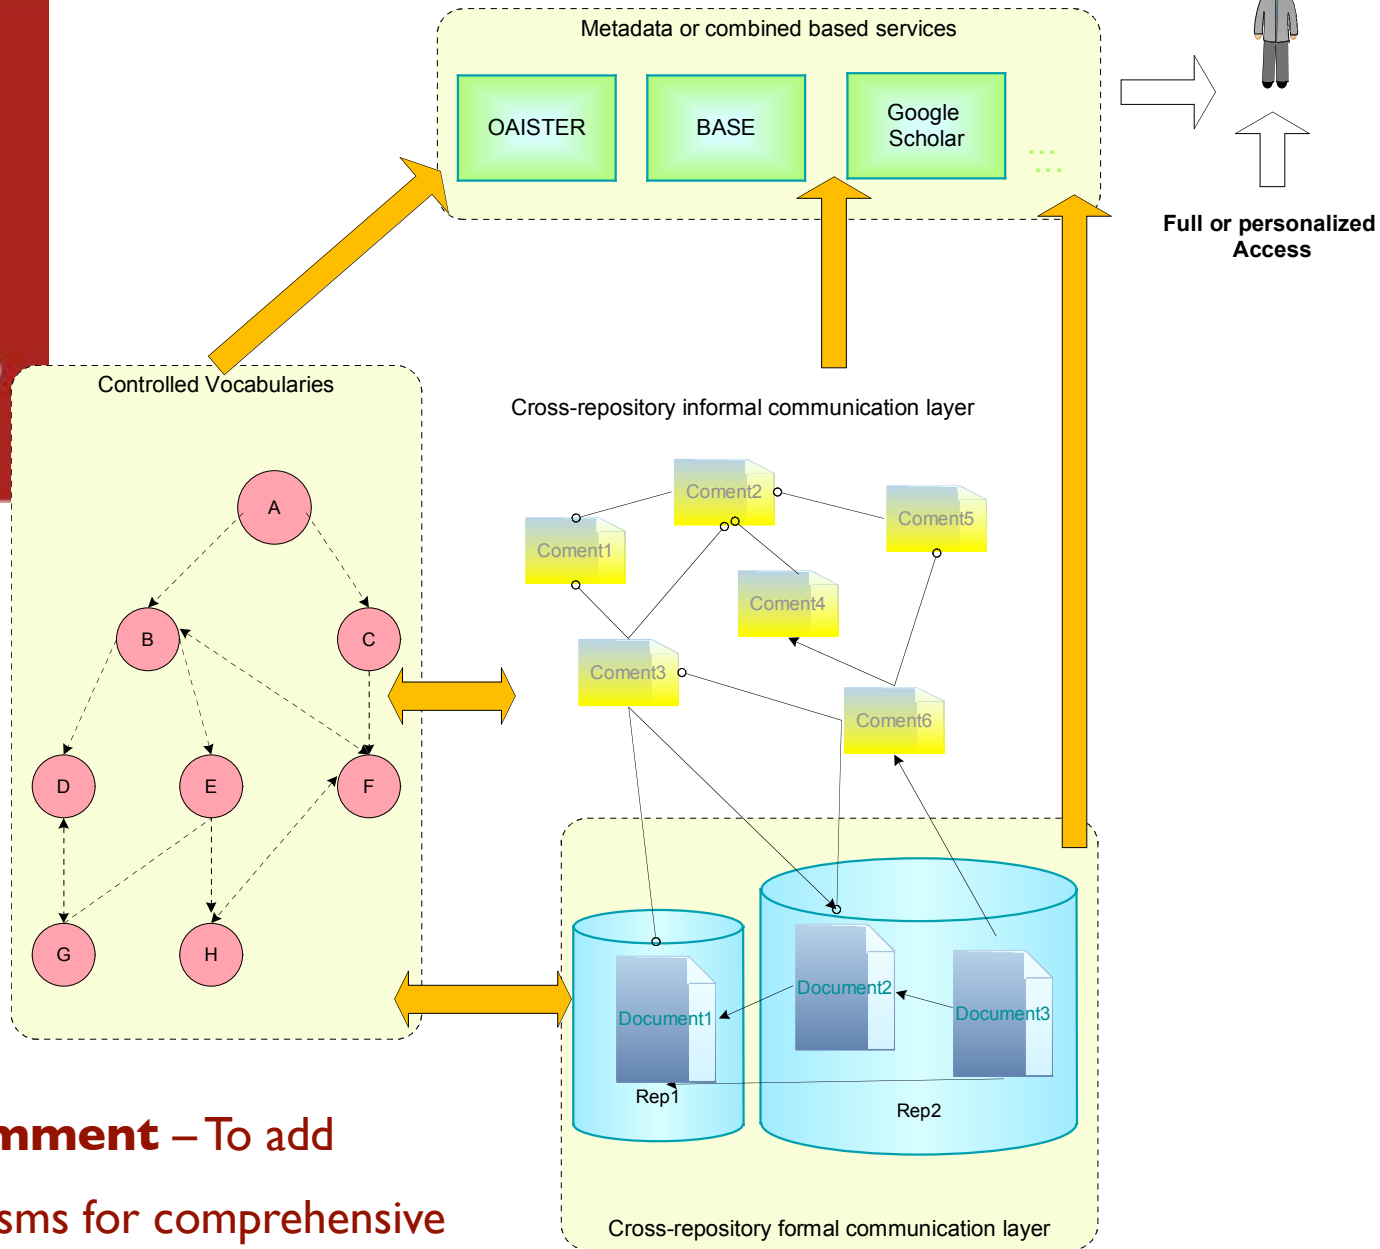 Metadata or combined based services
OAISTER
BASE
Google
Scholar
...
...
Full or personalized
Access
Controlled Vocabularies
A
B
C
D
E
F
G
H
Cross-repository informal communication layer
Coment2
Coment5
Coment1
Coment4
Coment3
Coment6
Document2
Document1
Document3
Rep1
Rep2
Cross-repository formal communication layer
mment – To add
sms for comprehensive